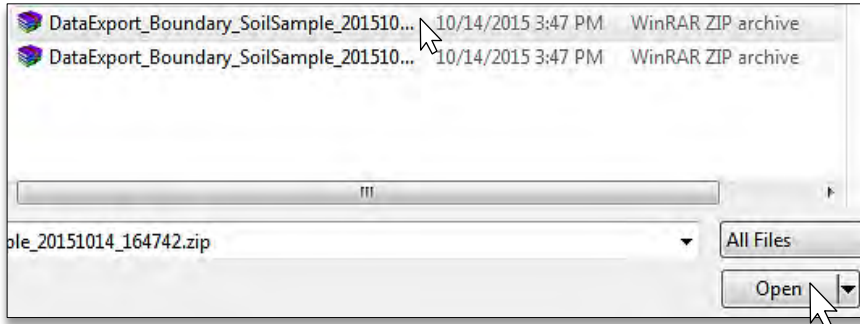 DataExport_Boundary_SoilSample_201510... 10/14/2015 3:47 PM WinRAR ZIP archive
DataExport_Boundary_SoilSample_201510... 10/14/2015 3:47 PM WinRAR ZIP archive
ple_20151014_164742.zip All Files
Open